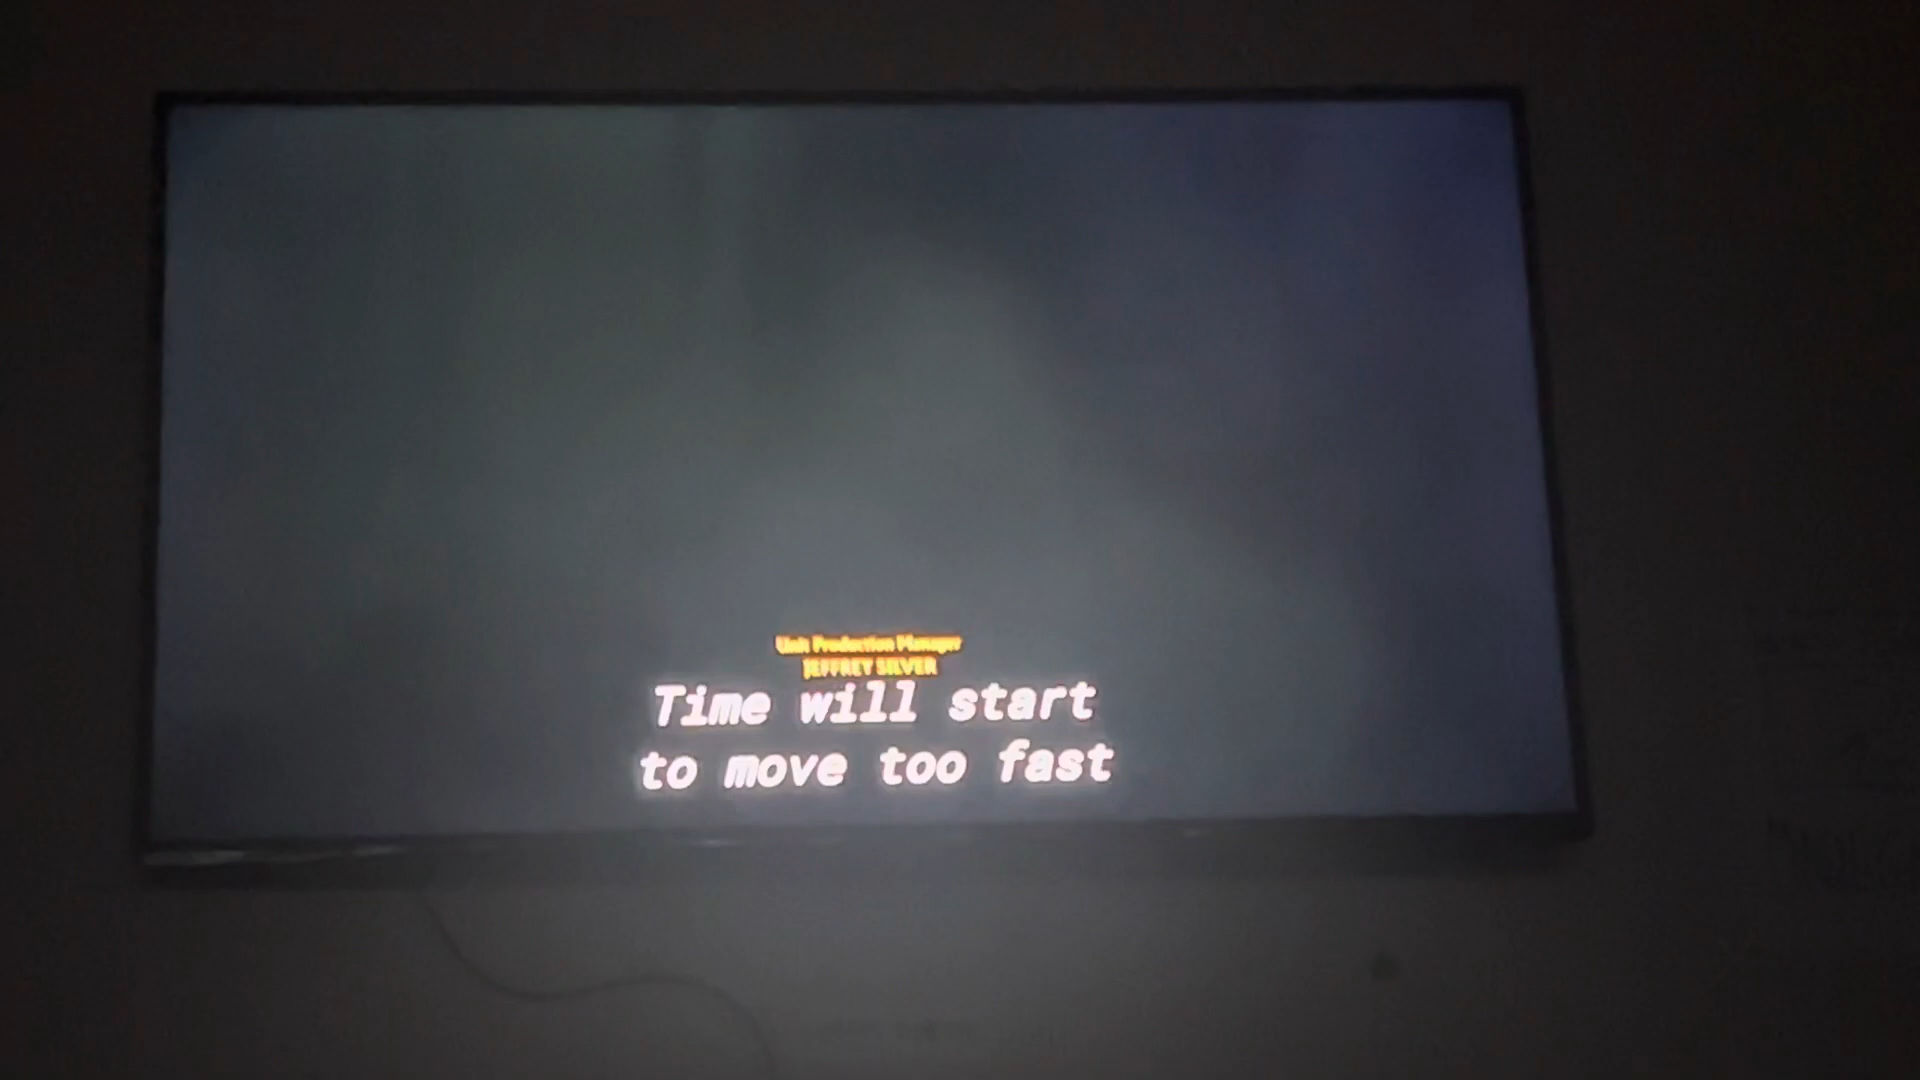 Unit Production Manager
JEFFREY SILVER
Time will start
to move too fast